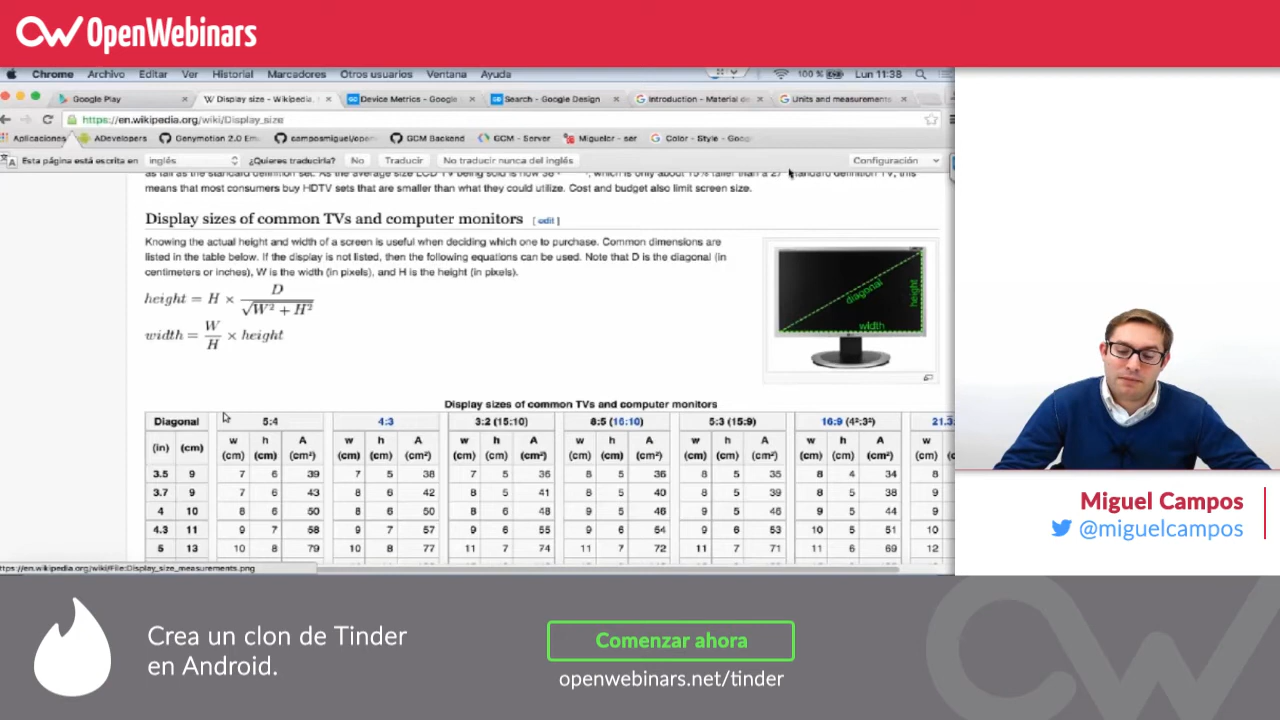 OpenWebinars
Chrome Archivo Editar Ver Historial Marcadores Otros usuarios Ventana Ayuda 100 % Lun 11:38
Google Play × W Display size - Wikipedia, × Device Metrics - Google × Search - Google Design × Introduction - Material de × Units and measurements ×
https://en.wikipedia.org/wiki/Display_size
Aplicaciones ADevelopers Genymotion 2.0 Em camposmiguel/open GCM Backend GCM - Server Miguelcr - ser Color - Style - Goog
Esta página está escrita en inglés ¿Quieres traducirla? No Traducir No traducir nunca del inglés Configuración
means that most consumers buy HDTV sets that are smaller than what they could utilize. Cost and budget also limit screen size.
Display sizes of common TVs and computer monitors [ edit ]
Knowing the actual height and width of a screen is useful when deciding which one to purchase. Common dimensions are
listed in the table below. If the display is not listed, then the following equations can be used. Note that D is the diagonal (in
centimeters or inches), W is the width (in pixels), and H is the height (in pixels).
height = H × D / √W² + H²
width = W / H × height
diagonal
height
width
Display sizes of common TVs and computer monitors
Diagonal 5:4 4:3 3:2 (15:10) 8:5 (16:10) 5:3 (15:9) 16:9 (4²:3²) 21.3
(in) (cm) w (cm) h (cm) A (cm²) w (cm) h (cm) A (cm²) w (cm) h (cm) A (cm²) w (cm) h (cm) A (cm²) w (cm) h (cm) A (cm²) w (cm) h (cm) A (cm²) w (cm)
3.5 9 7 6 39 7 5 38 7 5 36 8 5 36 8 5 35 8 4 34 8
3.7 9 7 6 43 8 6 42 8 5 41 8 5 40 8 5 39 8 5 38 9
4 10 8 6 50 8 6 50 8 6 48 9 5 46 8 5 46 9 5 44 9
4.3 11 9 7 58 9 7 57 9 6 55 9 6 54 9 6 53 10 5 51 10
5 13 10 8 79 10 8 77 11 7 74 11 7 72 11 7 71 11 6 69 12
ttps://en.wikipedia.org/wiki/File:Display_size_measurements.png
Miguel Campos
@miguelcampos
Crea un clon de Tinder
en Android.
Comenzar ahora
openwebinars.net/tinder